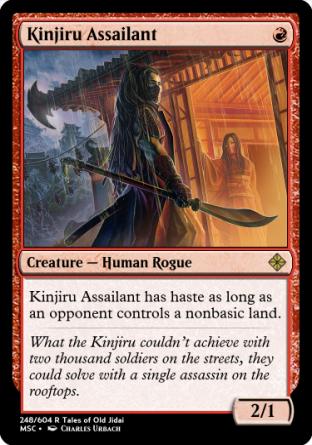 Kinjiru Assailant
Creature — Human Rogue
Kinjiru Assailant has haste as long as
an opponent controls a nonbasic land.
What the Kinjiru couldn't achieve with
two thousand soldiers on the streets, they
could solve with a single assassin on the
rooftops.
2/1
248/604 R Tales of Old Jidai
MSC • Charles Urbach